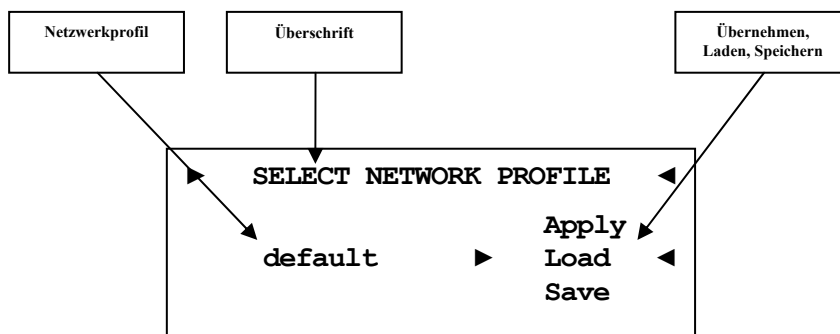 Netzwerkprofil
Überschrift
Übernehmen,
Laden, Speichern
► SELECT NETWORK PROFILE ◄
Apply
default ► Load ◄
Save